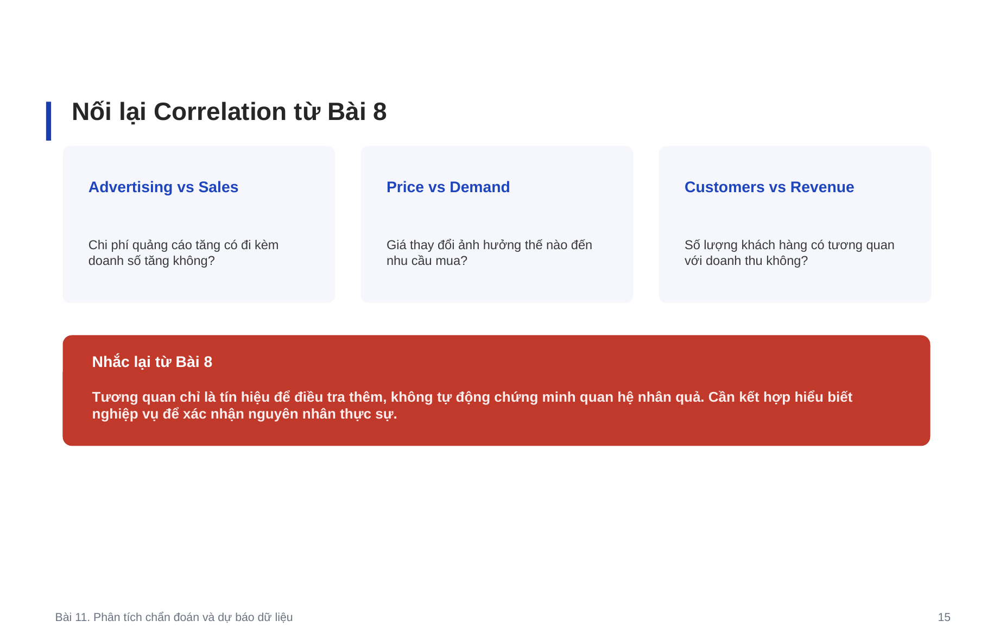 Nối lại Correlation từ Bài 8
Advertising vs Sales
Chi phí quảng cáo tăng có đi kèm
doanh số tăng không?
Price vs Demand
Giá thay đổi ảnh hưởng thế nào đến
nhu cầu mua?
Customers vs Revenue
Số lượng khách hàng có tương quan
với doanh thu không?
Nhắc lại từ Bài 8
Tương quan chỉ là tín hiệu để điều tra thêm, không tự động chứng minh quan hệ nhân quả. Cần kết hợp hiểu biết
nghiệp vụ để xác nhận nguyên nhân thực sự.
Bài 11. Phân tích chẩn đoán và dự báo dữ liệu
15